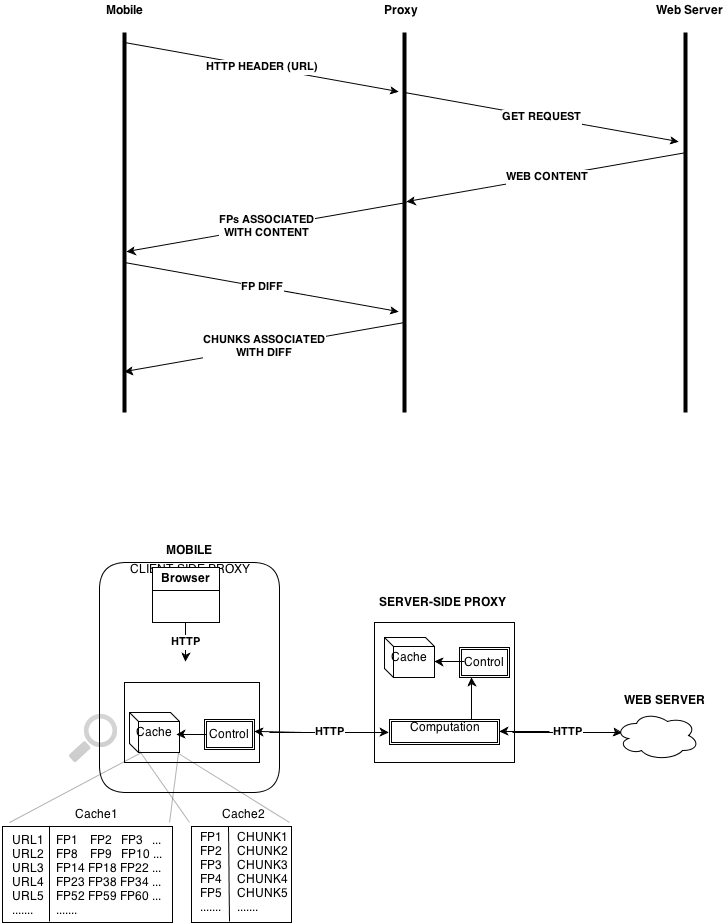 Mobile Proxy Web Server
HTTP HEADER (URL)
GET REQUEST
WEB CONTENT
FPs ASSOCIATED
WITH CONTENT
FP DIFF
CHUNKS ASSOCIATED
WITH DIFF
MOBILE
CLIENT-SIDE PROXY
Browser
HTTP
Cache
Control
HTTP
SERVER-SIDE PROXY
Cache
Control
Computation
HTTP
WEB SERVER
Cache1
URL1 FP1 FP2 FP3 ...
URL2 FP8 FP9 FP10 ...
URL3 FP14 FP18 FP22 ...
URL4 FP23 FP38 FP34 ...
URL5 FP52 FP59 FP60 ...
....... .......
Cache2
FP1 CHUNK1
FP2 CHUNK2
FP3 CHUNK3
FP4 CHUNK4
FP5 CHUNK5
....... .......